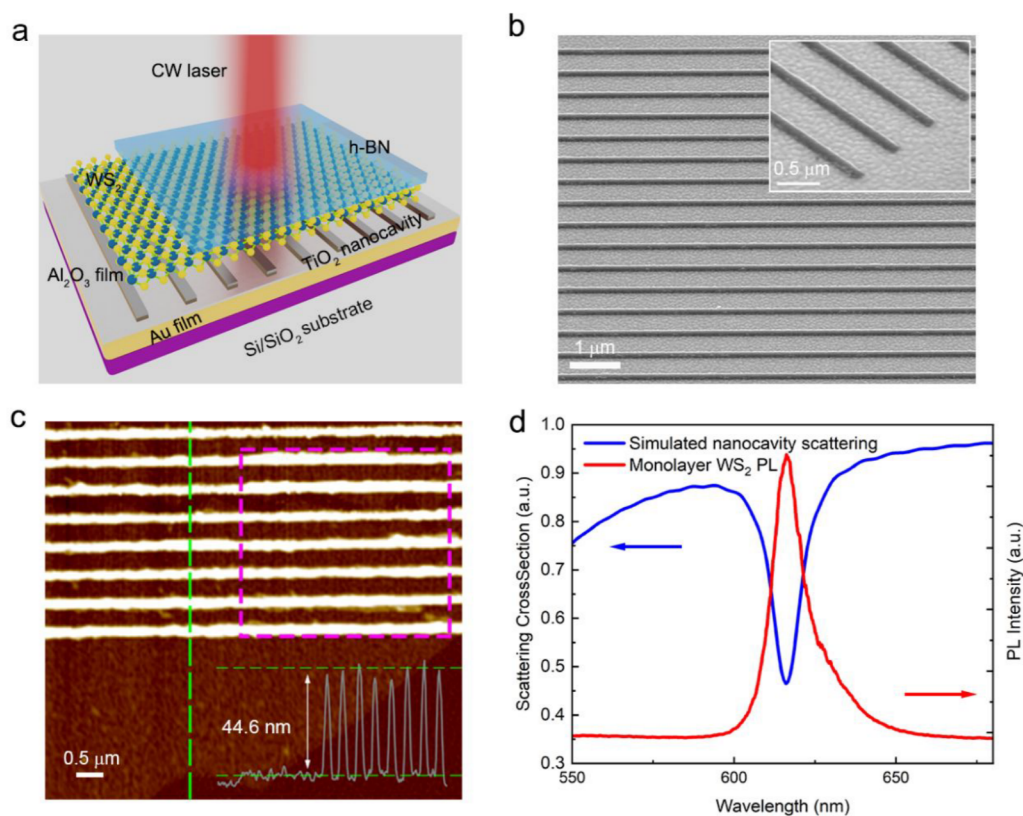 a
CW laser
h-BN
WS2
TiO2 nanocavity
Al2O3 film
Au film
Si/SiO2 substrate
b
0.5 μm
1 μm
c
44.6 nm
0.5 μm
d
Simulated nanocavity scattering
Monolayer WS2 PL
Scattering CrossSection (a.u.)
1.0
0.9
0.8
0.7
0.6
0.5
0.4
0.3
550
600
650
Wavelength (nm)
PL Intensity (a.u.)